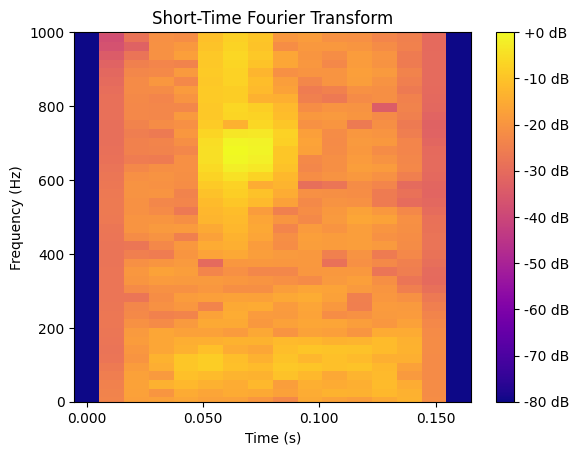 Short-Time Fourier Transform
1000
800
600
400
200
0
Frequency (Hz)
0.000
0.050
0.100
0.150
Time (s)
+0 dB
-10 dB
-20 dB
-30 dB
-40 dB
-50 dB
-60 dB
-70 dB
-80 dB